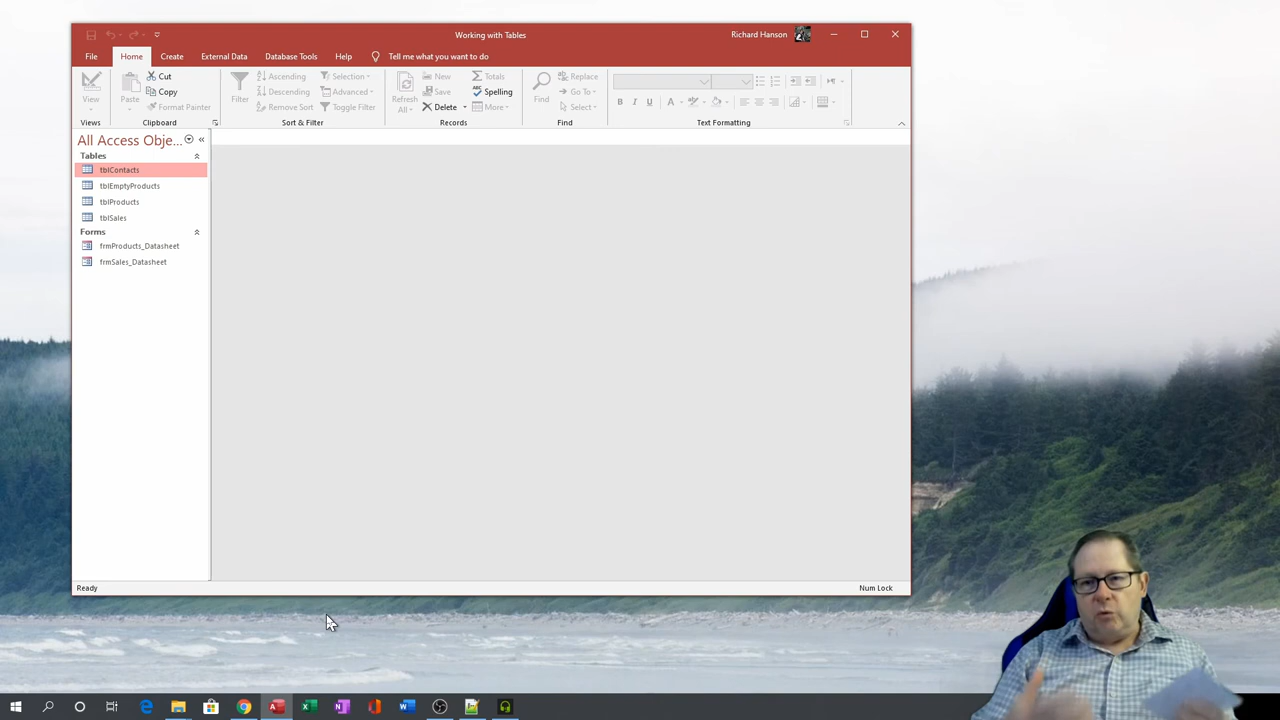 Working with Tables
Richard Hanson
File Home Create External Data Database Tools Help Tell me what you want to do
View
Paste
Cut
Copy
Format Painter
Filter
Ascending
Descending
Remove Sort
Selection
Advanced
Toggle Filter
Refresh
All
New
Save
Delete
Totals
Spelling
More
Find
Replace
Go To
Select
B I U A
Views Clipboard Sort & Filter Records Find Text Formatting
All Access Obje...
Tables
tblContacts
tblEmptyProducts
tblProducts
tblSales
Forms
frmProducts_Datasheet
frmSales_Datasheet
Ready
Num Lock